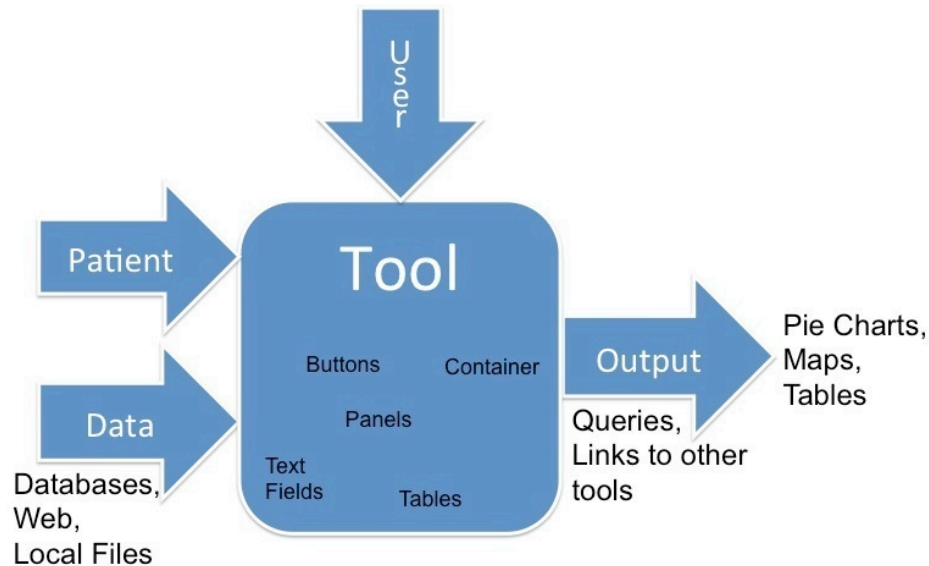 User
Patient
Tool
Buttons
Container
Panels
Text
Fields
Tables
Data
Databases,
Web,
Local Files
Output
Queries,
Links to other
tools
Pie Charts,
Maps,
Tables